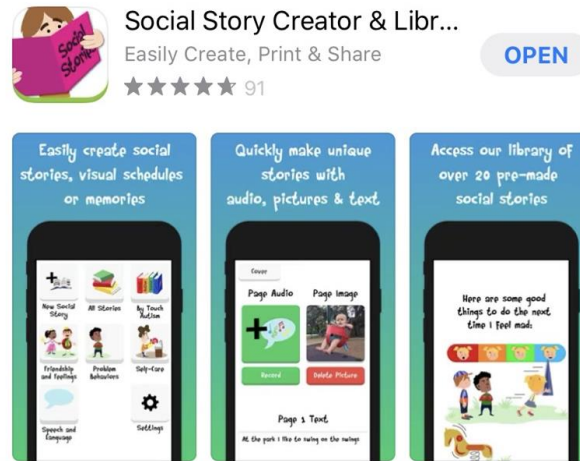 Social Story Creator & Libr...
Easily Create, Print & Share
OPEN
91
Social
Stories
Easily create social
stories, visual schedules
or memories
New Social
Story
All Stories
By Touch
Autism
Friendship
and Feelings
Problem
Behaviors
Self-Care
Speech and
Language
Settings
Quickly make unique
stories with
audio, pictures & text
Cover
Page Audio
Page Image
Record
Delete Picture
Page 1 Text
At the park I like to swing on the swings
Access our library of
over 20 pre-made
social stories
Here are some good
things to do the next
time I feel mad: